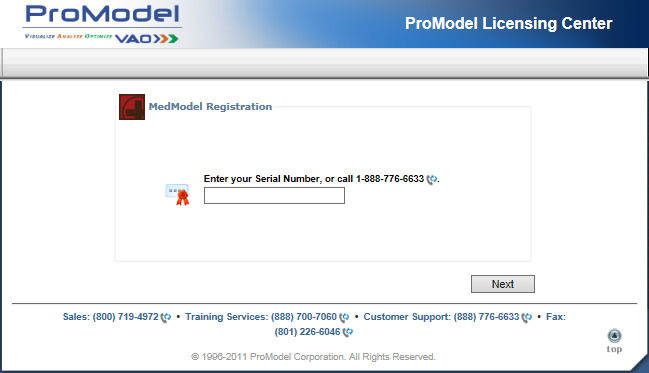 ProModel
VISUALIZE ANALYZE OPTIMIZE VAO
ProModel Licensing Center
MedModel Registration
Enter your Serial Number, or call 1-888-776-6633.
Next
Sales: (800) 719-4972 • Training Services: (888) 700-7060 • Customer Support: (888) 776-6633 • Fax:
(801) 226-6046
top
© 1996-2011 ProModel Corporation. All Rights Reserved.